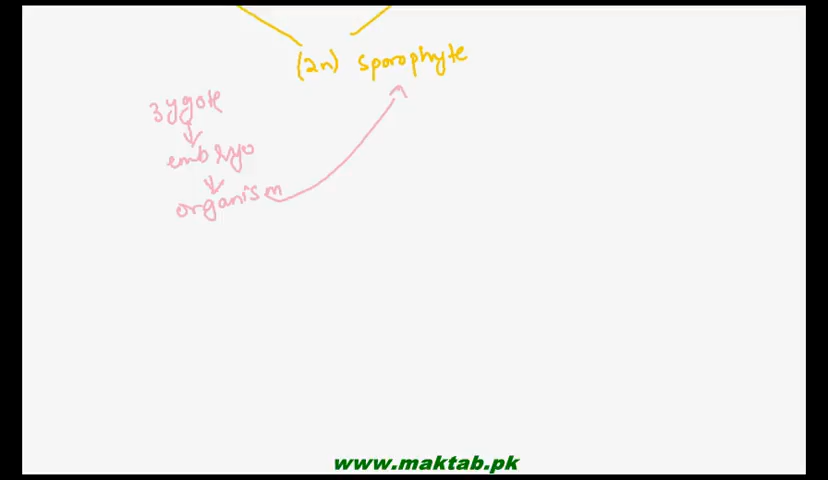 (2n) sporophyte
zygote
embryo
organism
www.maktab.pk